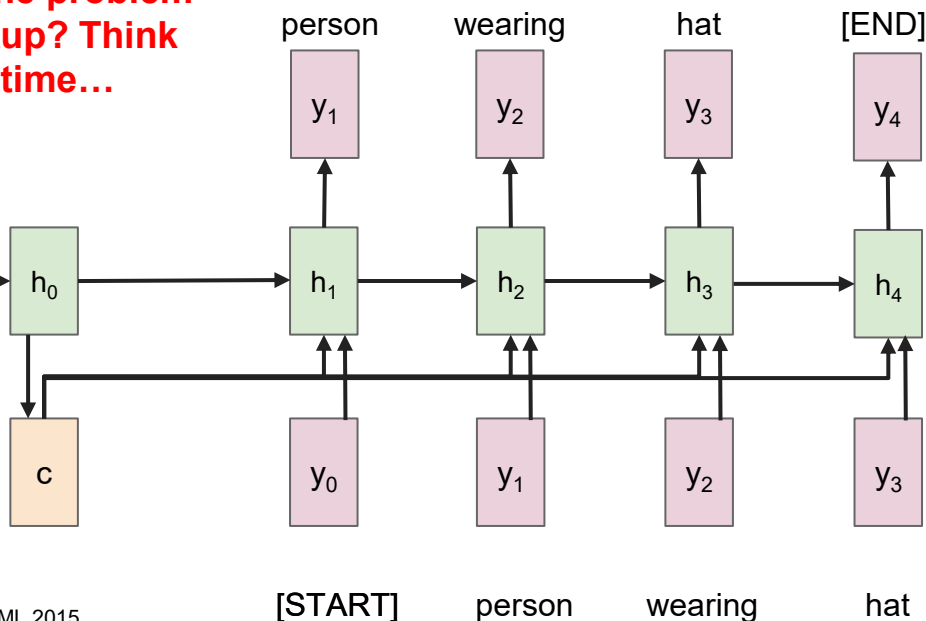 problem
up? Think
time…
person wearing hat [END]
y1 y2 y3 y4
h0 h1 h2 h3 h4
c y0 y1 y2 y3
[START] person wearing hat
2015